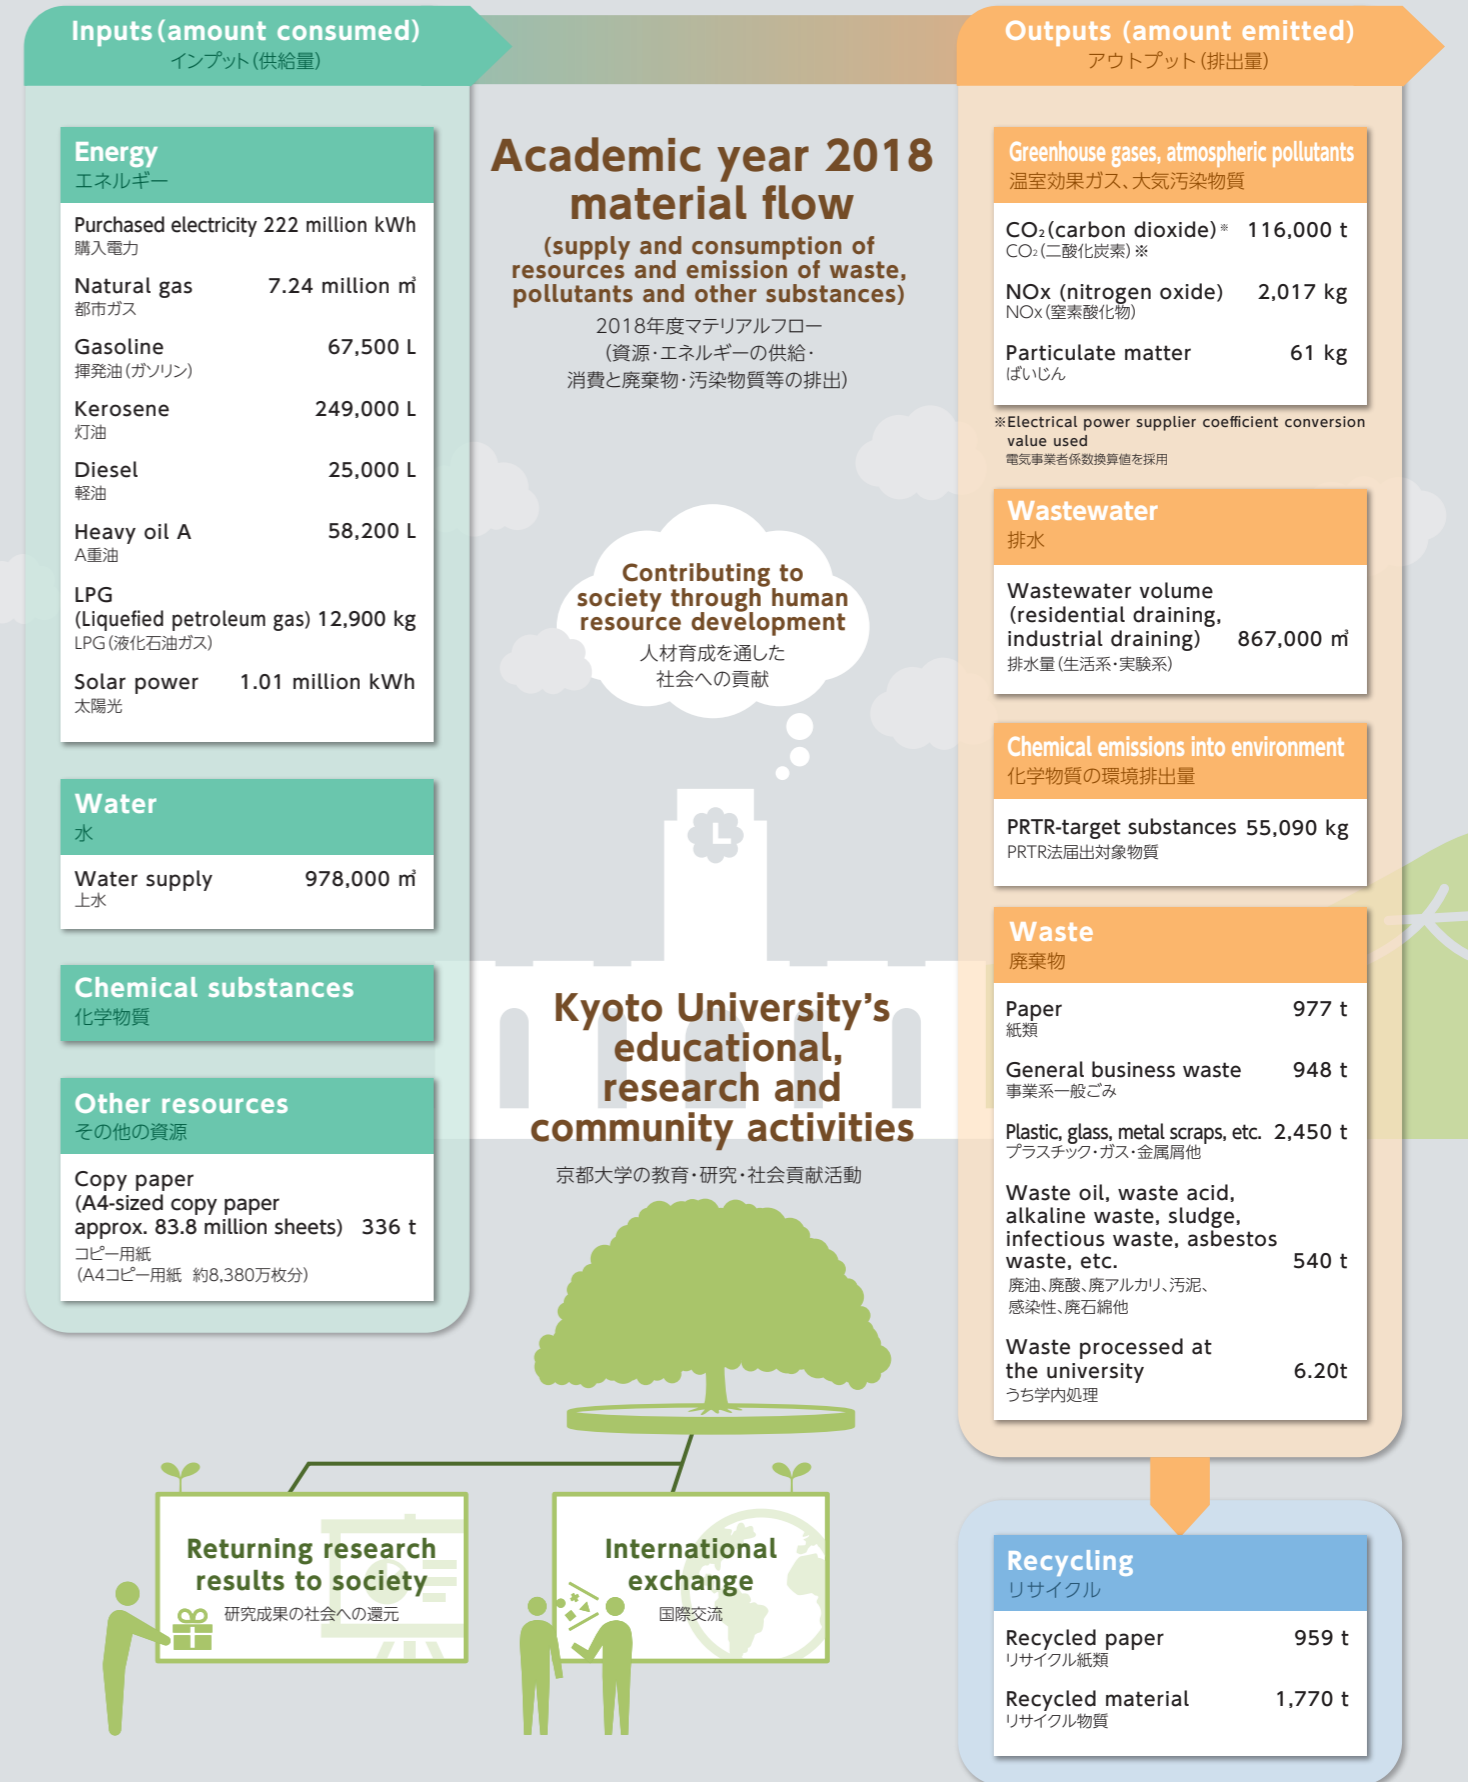 Inputs (amount consumed)
インプット(供給量)
Energy
エネルギー
Purchased electricity 222 million kWh
購入電力
Natural gas 7.24 million ㎥
都市ガス
Gasoline 67,500 L
揮発油(ガソリン)
Kerosene 249,000 L
灯油
Diesel 25,000 L
軽油
Heavy oil A 58,200 L
A重油
LPG
(Liquefied petroleum gas) 12,900 kg
LPG(液化石油ガス)
Solar power 1.01 million kWh
太陽光
Water
水
Water supply 978,000 ㎥
上水
Chemical substances
化学物質
Other resources
その他の資源
Copy paper
(A4-sized copy paper
approx. 83.8 million sheets) 336 t
コピー用紙
(A4コピー用紙 約8,380万枚分)
Academic year 2018
material flow
(supply and consumption of
resources and emission of waste,
pollutants and other substances)
2018年度マテリアルフロー
(資源・エネルギーの供給・
消費と廃棄物・汚染物質等の排出)
Contributing to
society through human
resource development
人材育成を通した
社会への貢献
Kyoto University's
educational,
research and
community activities
京都大学の教育・研究・社会貢献活動
Returning research
results to society
研究成果の社会への還元
International
exchange
国際交流
Outputs (amount emitted)
アウトプット(排出量)
Greenhouse gases, atmospheric pollutants
温室効果ガス、大気汚染物質
CO₂(carbon dioxide)※ 116,000 t
CO₂(二酸化炭素)※
NOx (nitrogen oxide) 2,017 kg
NOx(窒素酸化物)
Particulate matter 61 kg
ばいじん
※Electrical power supplier coefficient conversion
value used
電気事業者係数換算値を採用
Wastewater
排水
Wastewater volume
(residential draining,
industrial draining) 867,000 ㎥
排水量(生活系・実験系)
Chemical emissions into environment
化学物質の環境排出量
PRTR-target substances 55,090 kg
PRTR法届出対象物質
Waste
廃棄物
Paper 977 t
紙類
General business waste 948 t
事業系一般ごみ
Plastic, glass, metal scraps, etc. 2,450 t
プラスチック・ガス・金属屑他
Waste oil, waste acid,
alkaline waste, sludge,
infectious waste, asbestos
waste, etc. 540 t
廃油、廃酸、廃アルカリ、汚泥、
感染性、廃石綿他
Waste processed at
the university 6.20t
うち学内処理
Recycling
リサイクル
Recycled paper 959 t
リサイクル紙類
Recycled material 1,770 t
リサイクル物質